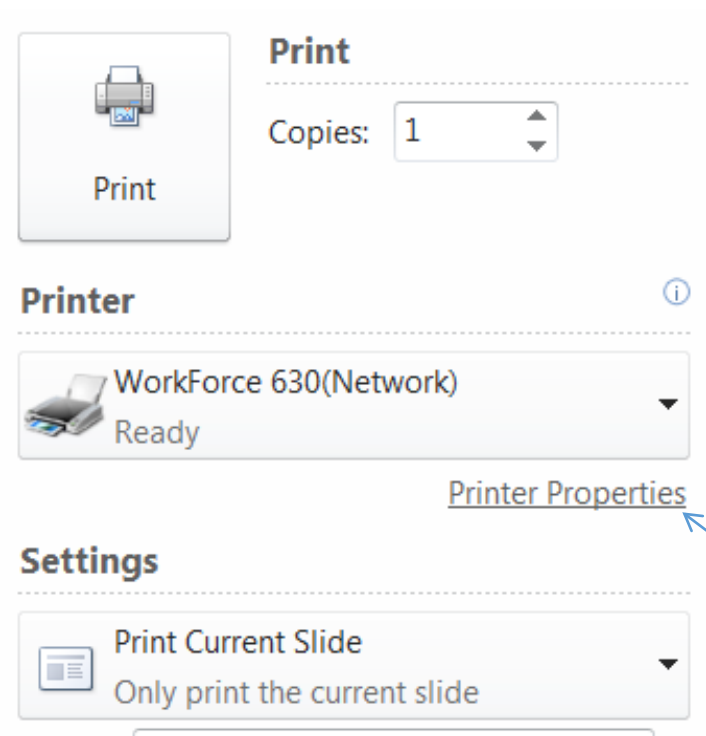 Print
Copies: 1
Print
Printer
WorkForce 630(Network)
Ready
Printer Properties
Settings
Print Current Slide
Only print the current slide